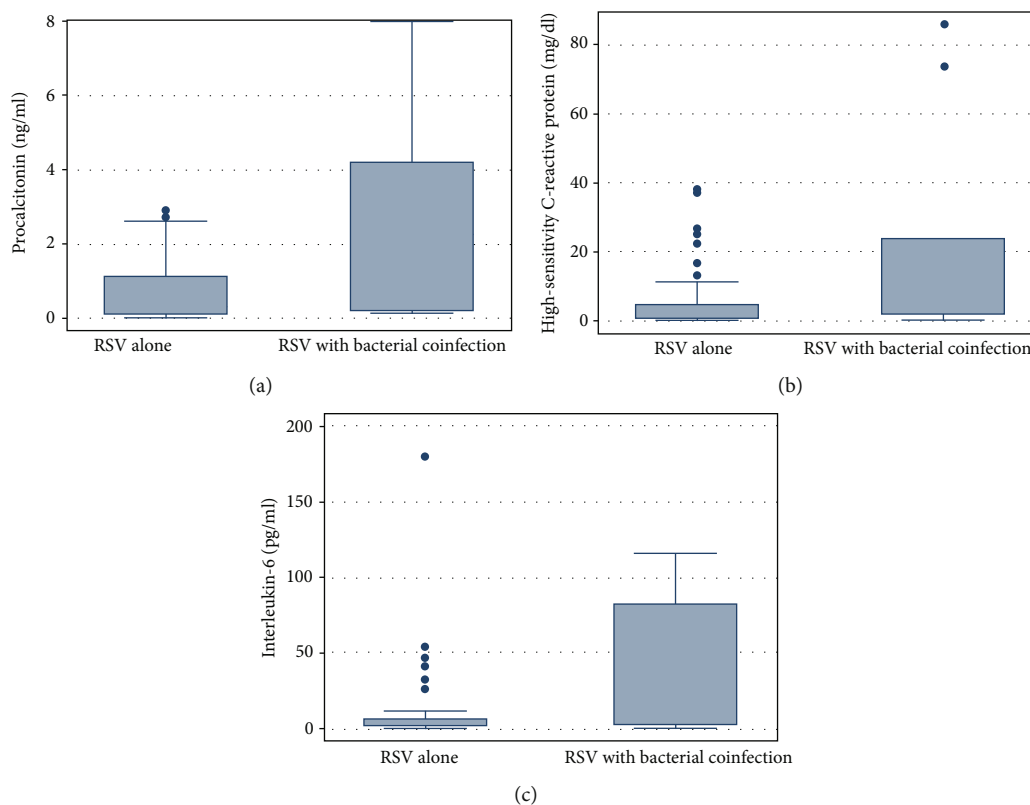 Procalcitonin (ng/ml)
8
6
4
2
0
RSV alone
RSV with bacterial coinfection
(a)
High-sensitivity C-reactive protein (mg/dl)
80
60
40
20
0
RSV alone
RSV with bacterial coinfection
(b)
Interleukin-6 (pg/ml)
200
150
100
50
0
RSV alone
RSV with bacterial coinfection
(c)